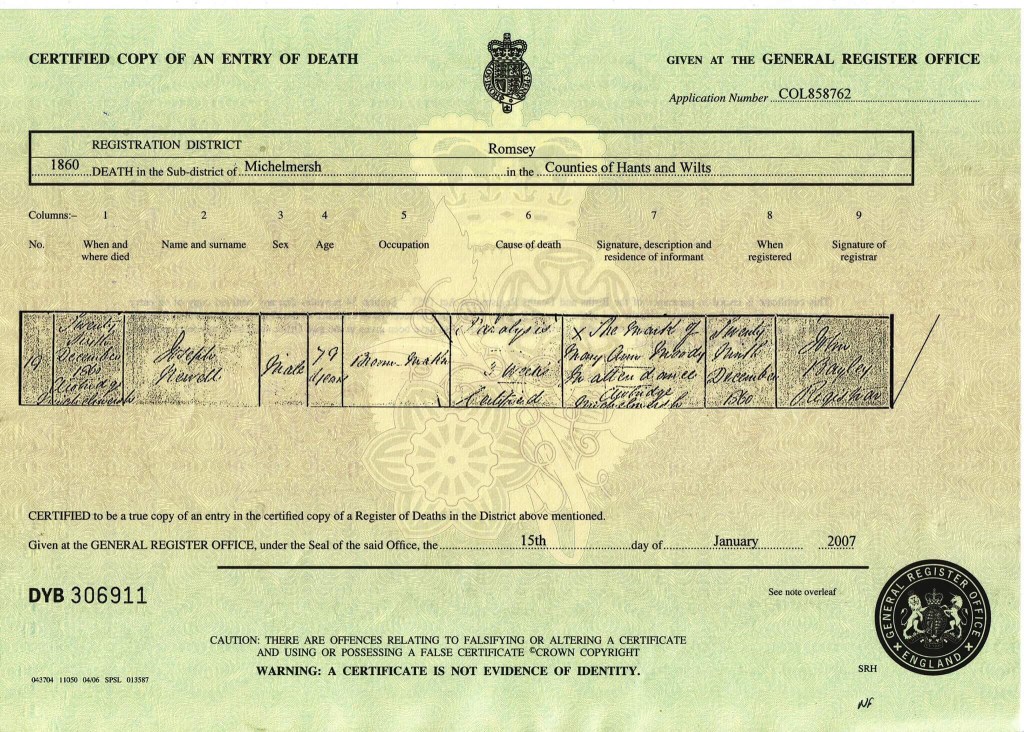 CERTIFIED COPY OF AN ENTRY OF DEATH
GIVEN AT THE GENERAL REGISTER OFFICE
Application Number COL858762
REGISTRATION DISTRICT Romsey
1860 DEATH in the Sub-district of Michelmersh in the Counties of Hants and Wilts
Columns:– 1 2 3 4 5 6 7 8 9
No. When and where died Name and surname Sex Age Occupation Cause of death Signature, description and residence of informant When registered Signature of registrar
19
Twenty
December
1860
Awbridge
Michelmersh
Joseph
Newell
Male
79
Years
Broom-Maker
Paralysis
3 Weeks
Certified
X The mark of
Mary Ann Moody
In attendance
Awbridge
Michelmersh
Twenty
Ninth
December
1860
John
Bayley
Registrar
CERTIFIED to be a true copy of an entry in the certified copy of a Register of Deaths in the District above mentioned.
Given at the GENERAL REGISTER OFFICE, under the Seal of the said Office, the 15th day of January 2007
DYB 306911
See note overleaf
GENERAL REGISTER OFFICE
ENGLAND
CAUTION: THERE ARE OFFENCES RELATING TO FALSIFYING OR ALTERING A CERTIFICATE
AND USING OR POSSESSING A FALSE CERTIFICATE ©CROWN COPYRIGHT
WARNING: A CERTIFICATE IS NOT EVIDENCE OF IDENTITY.
043704 11050 04/06 SPSL 013587
SRH